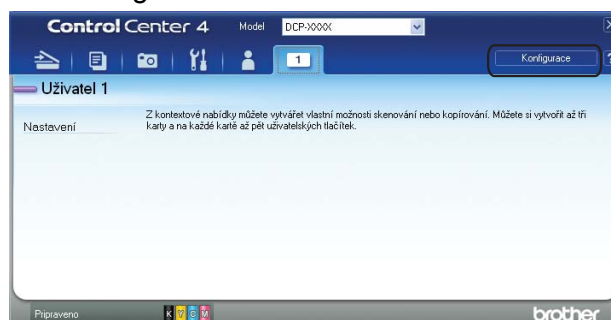 Control Center 4 Model DCP-XXXX
1 Konfigurace ?
Uživatel 1
Nastavení
Z kontextové nabídky můžete vytvářet vlastní možnosti skenování nebo kopírování. Můžete si vytvořit až tři
karty a na každé kartě až pět uživatelských tlačítek.
Připraveno K Y C M brother